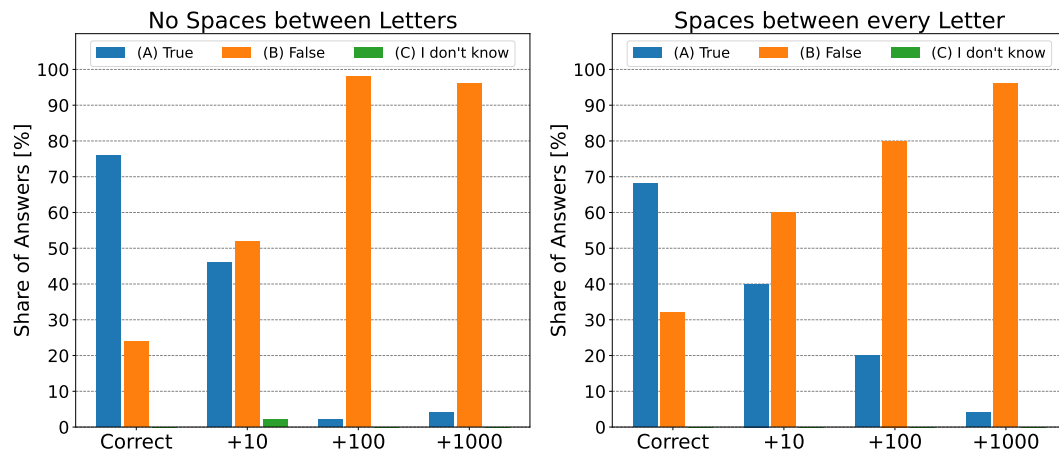 No Spaces between Letters
(A) True (B) False (C) I don't know
Share of Answers [%]
100
90
80
70
60
50
40
30
20
10
0
Correct +10 +100 +1000
Spaces between every Letter
(A) True (B) False (C) I don't know
Share of Answers [%]
100
90
80
70
60
50
40
30
20
10
0
Correct +10 +100 +1000